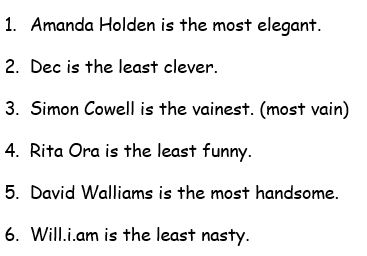 1. Amanda Holden is the most elegant.
2. Dec is the least clever.
3. Simon Cowell is the vainest. (most vain)
4. Rita Ora is the least funny.
5. David Walliams is the most handsome.
6. Will.i.am is the least nasty.